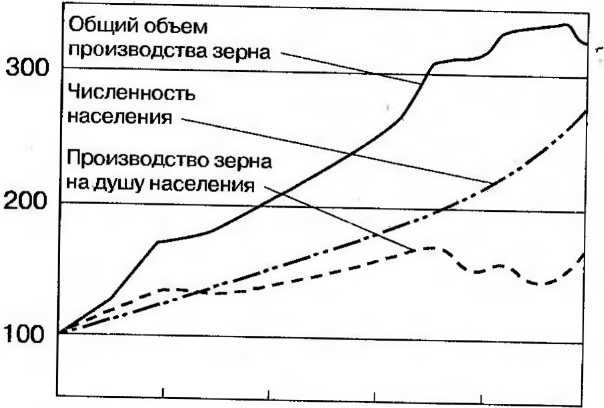 Общий объем
производства зерна
300
Численность
населения
Производство зерна
на душу населения
200
100